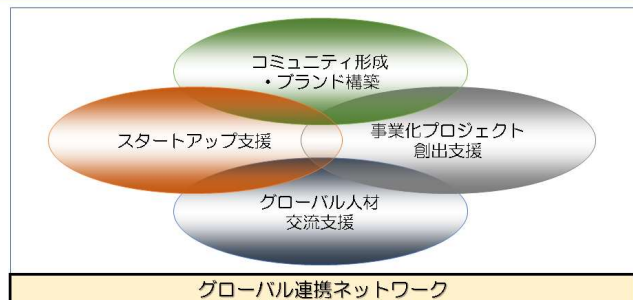 コミュニティ形成
・ブランド構築
スタートアップ支援
事業化プロジェクト
創出支援
グローバル人材
交流支援
グローバル連携ネットワーク